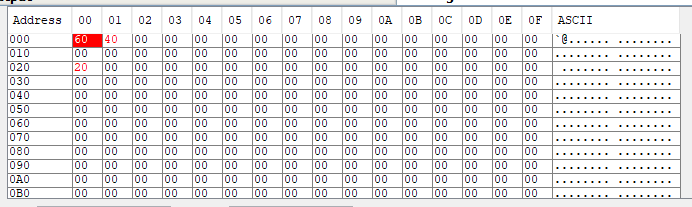 Address 00 01 02 03 04 05 06 07 08 09 0A 0B 0C 0D 0E 0F ASCII
000 60 40 00 00 00 00 00 00 00 00 00 00 00 00 00 00 `@...... ........
010 00 00 00 00 00 00 00 00 00 00 00 00 00 00 00 00 ........ ........
020 20 00 00 00 00 00 00 00 00 00 00 00 00 00 00 00  ....... ........
030 00 00 00 00 00 00 00 00 00 00 00 00 00 00 00 00 ........ ........
040 00 00 00 00 00 00 00 00 00 00 00 00 00 00 00 00 ........ ........
050 00 00 00 00 00 00 00 00 00 00 00 00 00 00 00 00 ........ ........
060 00 00 00 00 00 00 00 00 00 00 00 00 00 00 00 00 ........ ........
070 00 00 00 00 00 00 00 00 00 00 00 00 00 00 00 00 ........ ........
080 00 00 00 00 00 00 00 00 00 00 00 00 00 00 00 00 ........ ........
090 00 00 00 00 00 00 00 00 00 00 00 00 00 00 00 00 ........ ........
0A0 00 00 00 00 00 00 00 00 00 00 00 00 00 00 00 00 ........ ........
0B0 00 00 00 00 00 00 00 00 00 00 00 00 00 00 00 00 ........ ........